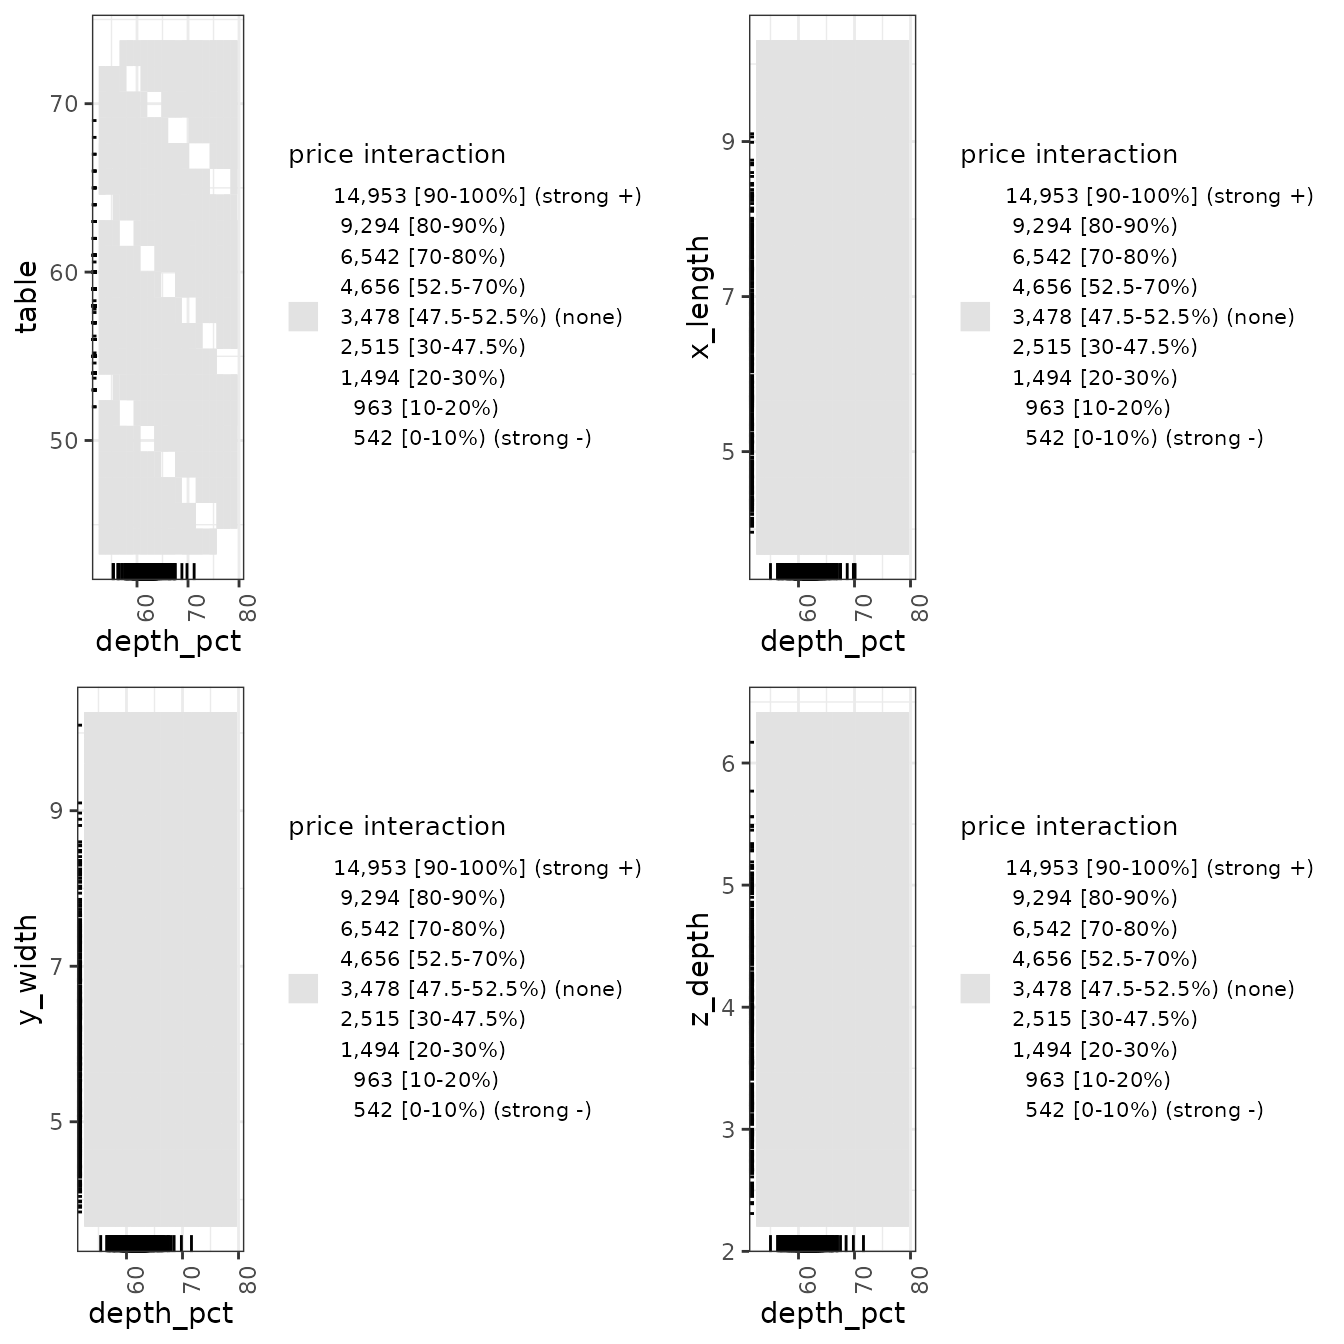 70
60
50
table
60
70
80
depth_pct
price interaction
14,953 [90-100%] (strong +)
9,294 [80-90%)
6,542 [70-80%)
4,656 [52.5-70%)
3,478 [47.5-52.5%) (none)
2,515 [30-47.5%)
1,494 [20-30%)
963 [10-20%)
542 [0-10%) (strong -)
9
7
5
x_length
60
70
80
depth_pct
price interaction
14,953 [90-100%] (strong +)
9,294 [80-90%)
6,542 [70-80%)
4,656 [52.5-70%)
3,478 [47.5-52.5%) (none)
2,515 [30-47.5%)
1,494 [20-30%)
963 [10-20%)
542 [0-10%) (strong -)
9
7
5
y_width
60
70
80
depth_pct
price interaction
14,953 [90-100%] (strong +)
9,294 [80-90%)
6,542 [70-80%)
4,656 [52.5-70%)
3,478 [47.5-52.5%) (none)
2,515 [30-47.5%)
1,494 [20-30%)
963 [10-20%)
542 [0-10%) (strong -)
6
5
4
3
2
z_depth
60
70
80
depth_pct
price interaction
14,953 [90-100%] (strong +)
9,294 [80-90%)
6,542 [70-80%)
4,656 [52.5-70%)
3,478 [47.5-52.5%) (none)
2,515 [30-47.5%)
1,494 [20-30%)
963 [10-20%)
542 [0-10%) (strong -)